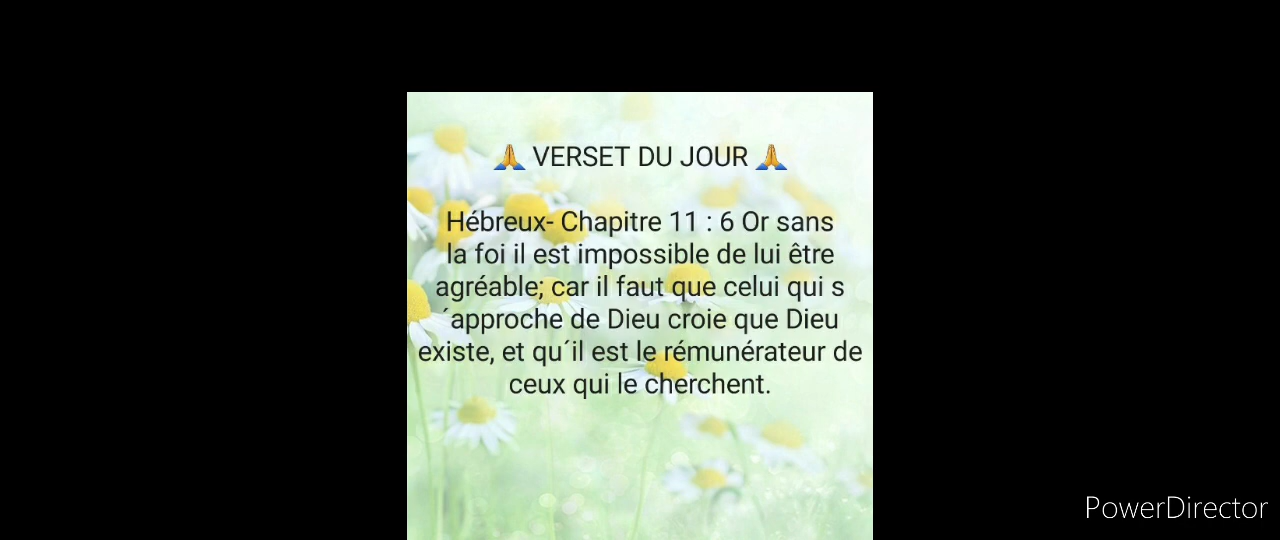 🙏 VERSET DU JOUR 🙏
Hébreux- Chapitre 11 : 6 Or sans
la foi il est impossible de lui être
agréable; car il faut que celui qui s
´approche de Dieu croie que Dieu
existe, et qu´il est le rémunérateur de
ceux qui le cherchent.
PowerDirector